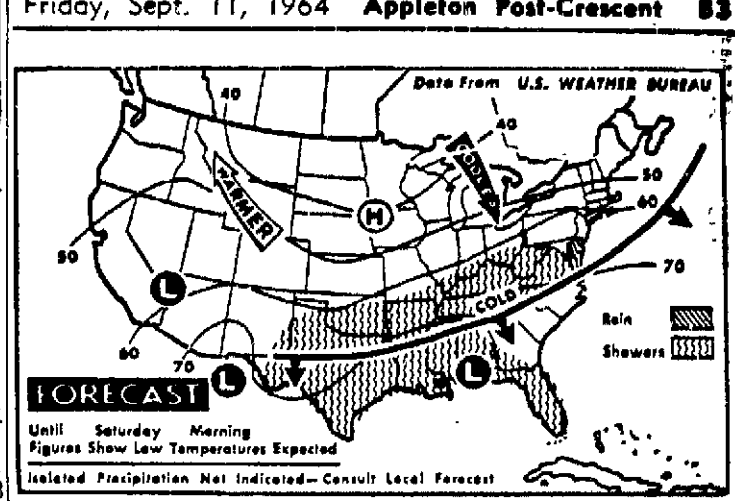 Friday, Sept. 11, 1964 Appleton Post-Crescent B3
Data From U.S. WEATHER BUREAU
40
40
WARMER
COOLER
H
50
60
50
L
COLD
70
60
70
L
L
Rain
Showers
FORECAST
Until Saturday Morning
Figures Show Low Temperatures Expected
Isolated Precipitation Not Indicated—Consult Local Forecast